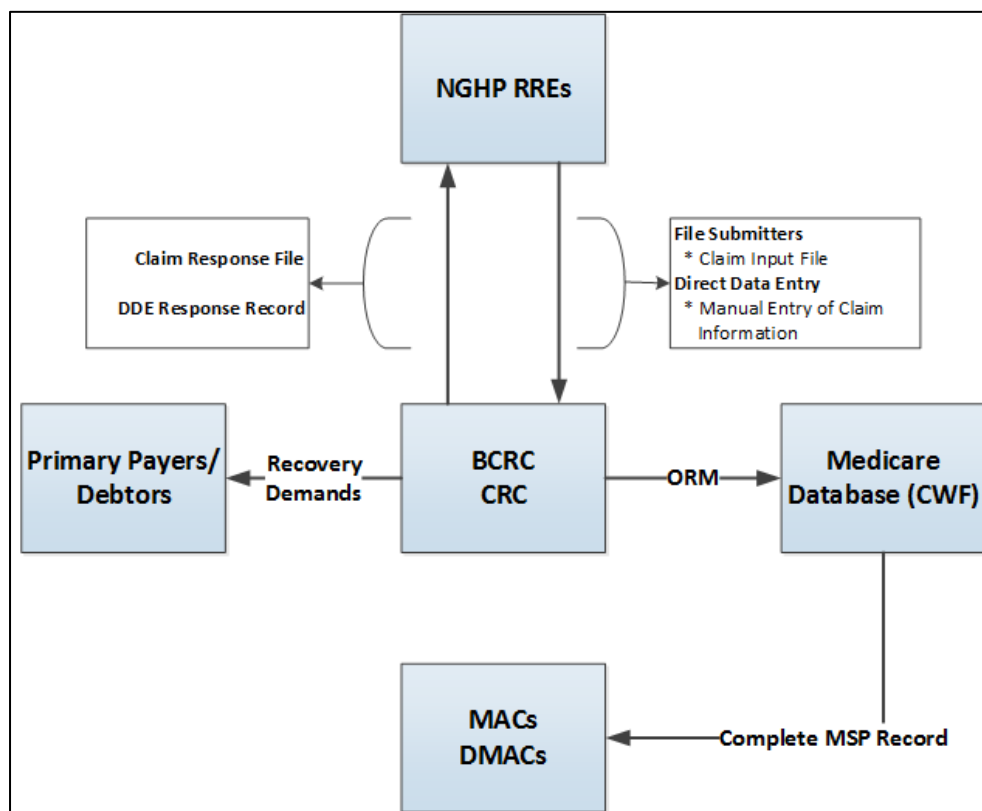 NGHP RREs
Claim Response File
DDE Response Record
File Submitters
* Claim Input File
Direct Data Entry
* Manual Entry of Claim
Information
Primary Payers/
Debtors
Recovery
Demands
BCRC
CRC
ORM
Medicare
Database (CWF)
MACs
DMACs
Complete MSP Record